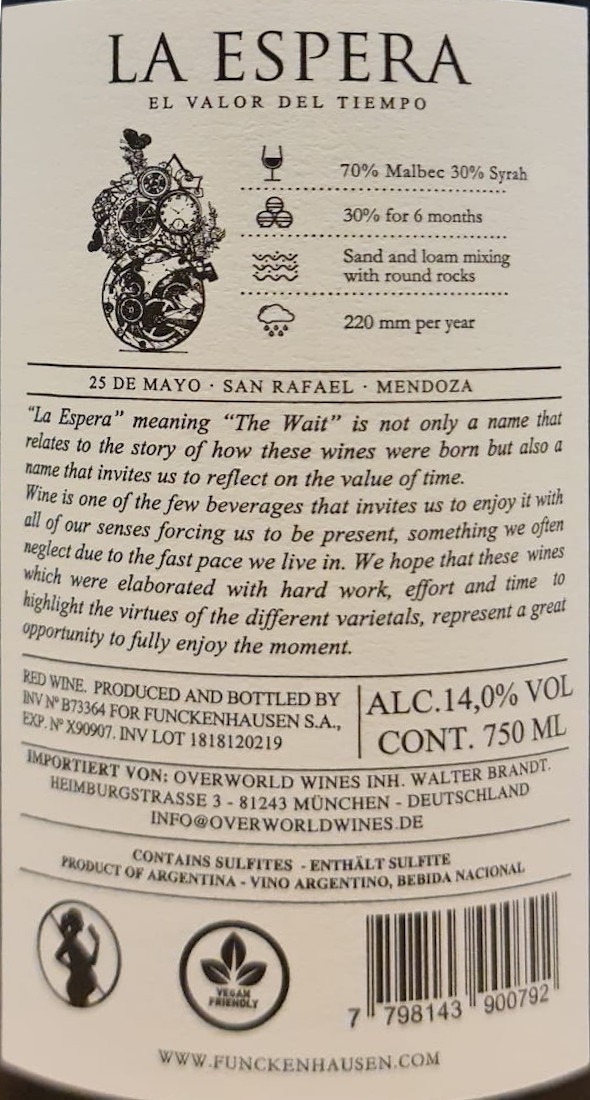 LA ESPERA
EL VALOR DEL TIEMPO
70% Malbec 30% Syrah
30% for 6 months
Sand and loam mixing
with round rocks
220 mm per year
25 DE MAYO · SAN RAFAEL · MENDOZA
"La Espera" meaning "The Wait" is not only a name that
relates to the story of how these wines were born but also a
name that invites us to reflect on the value of time.
Wine is one of the few beverages that invites us to enjoy it with
all of our senses forcing us to be present, something we often
neglect due to the fast pace we live in. We hope that these wines
which were elaborated with hard work, effort and time to
highlight the virtues of the different varietals, represent a great
opportunity to fully enjoy the moment.
RED WINE. PRODUCED AND BOTTLED BY
INV Nº B73364 FOR FUNCKENHAUSEN S.A.,
EXP. Nº X90907. INV LOT 1818120219
ALC.14,0% VOL
CONT. 750 ML
IMPORTIERT VON: OVERWORLD WINES INH. WALTER BRANDT.
HEIMBURGSTRASSE 3 - 81243 MÜNCHEN - DEUTSCHLAND
INFO@OVERWORLDWINES.DE
CONTAINS SULFITES - ENTHÄLT SULFITE
PRODUCT OF ARGENTINA - VINO ARGENTINO, BEBIDA NACIONAL
VEGAN
FRIENDLY
7 798143 900792
WWW.FUNCKENHAUSEN.COM